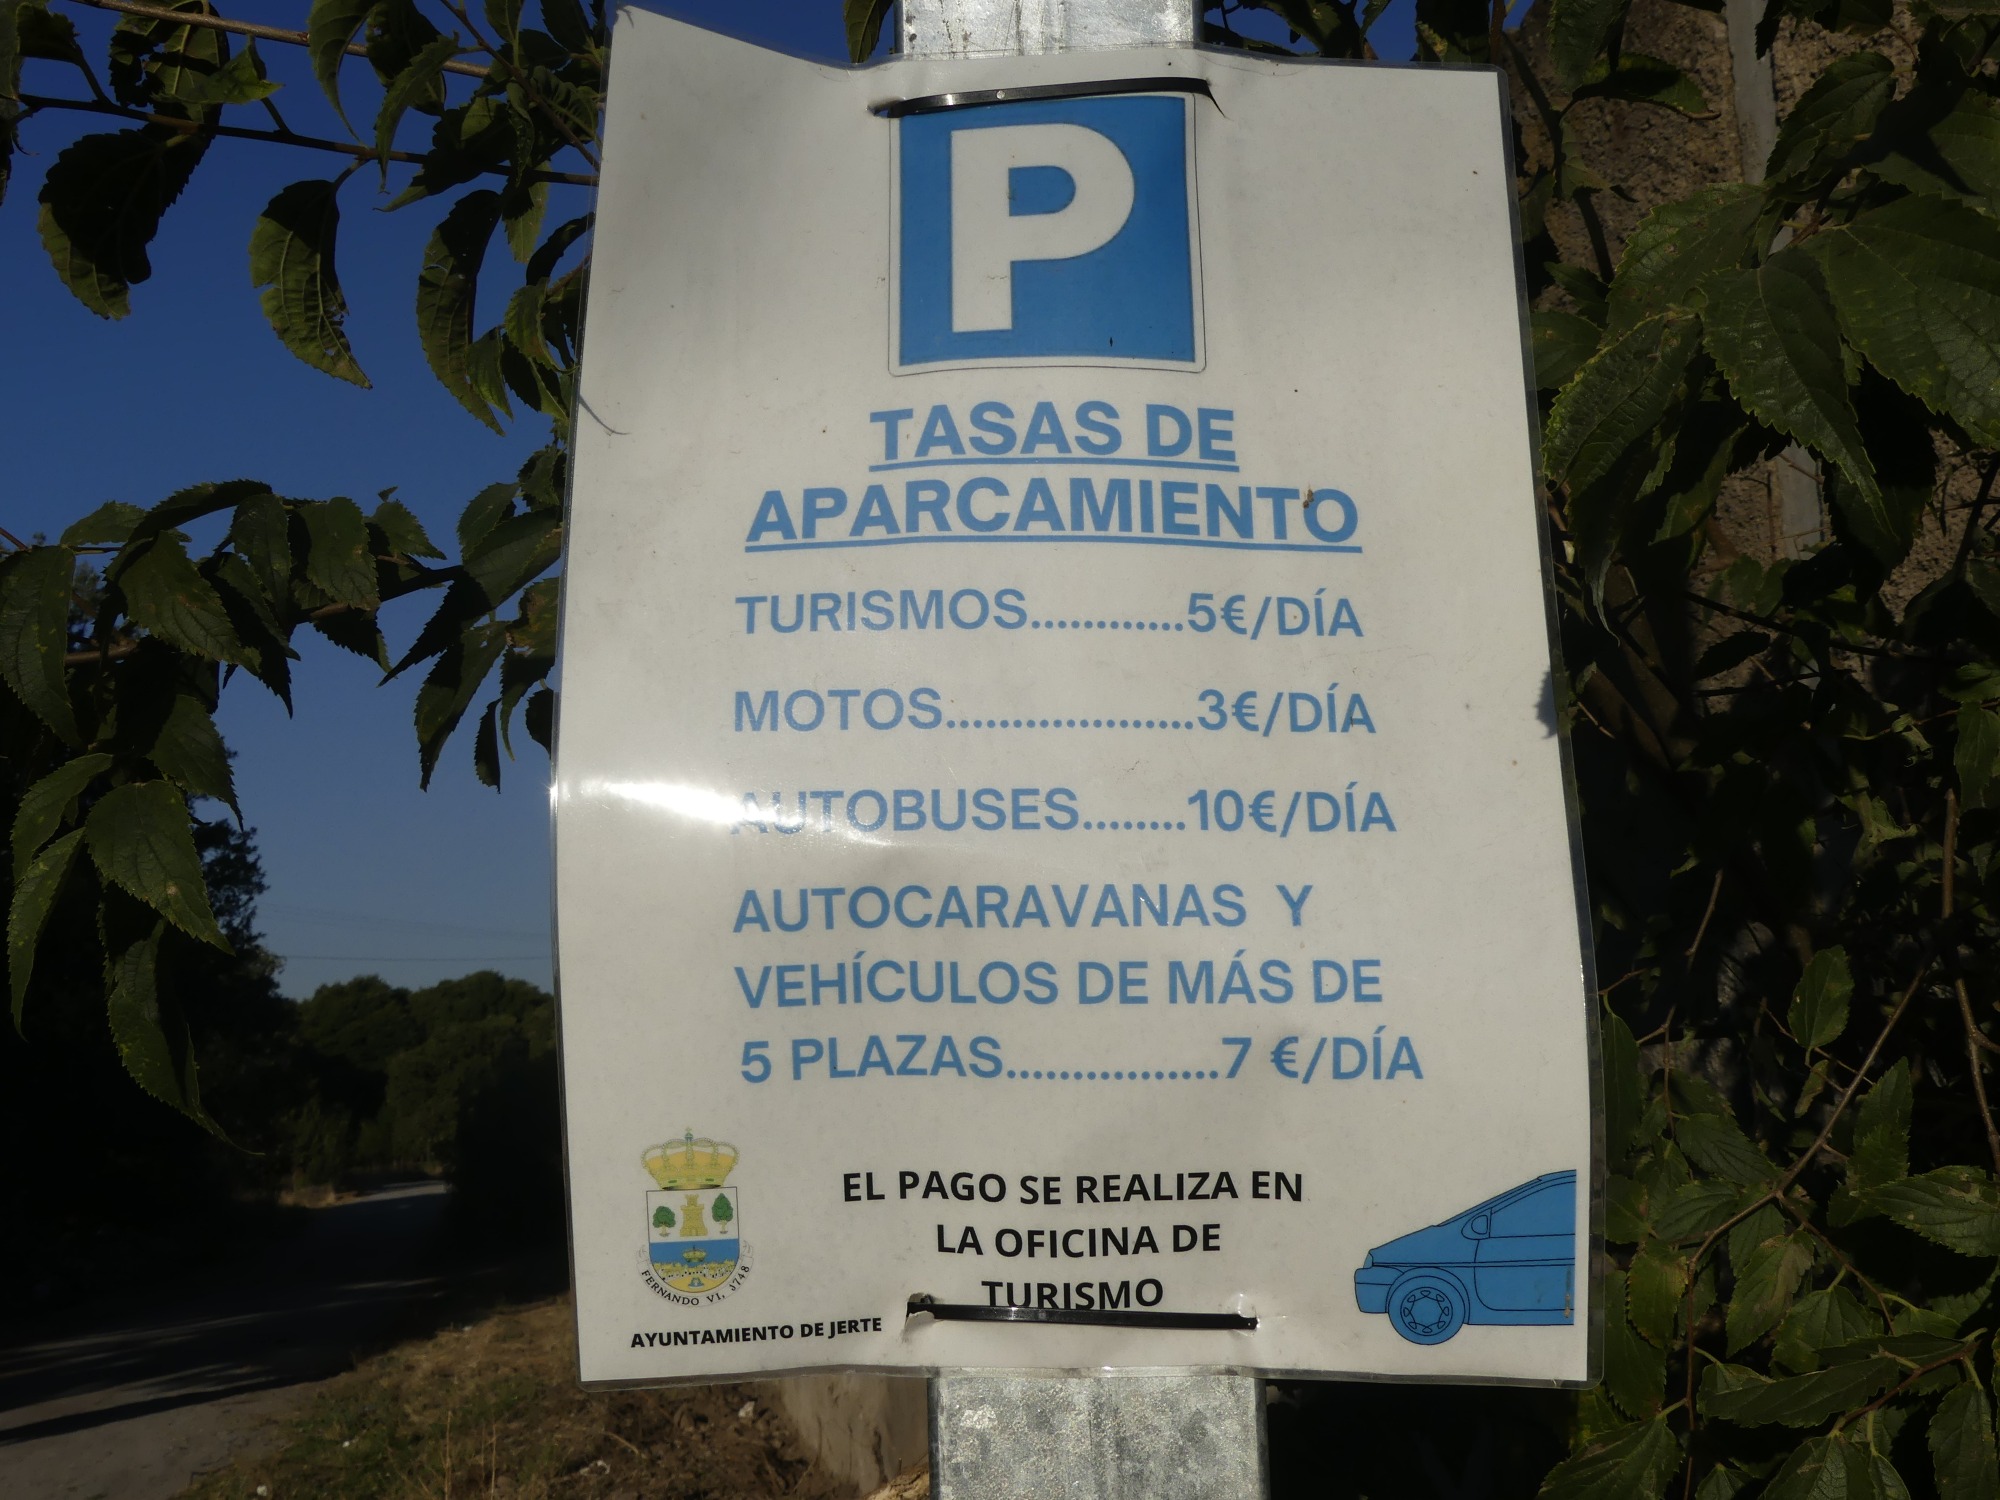 P
TASAS DE
APARCAMIENTO
TURISMOS............5€/DÍA
MOTOS...................3€/DÍA
AUTOBUSES........10€/DÍA
AUTOCARAVANAS Y
VEHÍCULOS DE MÁS DE
5 PLAZAS................7 €/DÍA
EL PAGO SE REALIZA EN
LA OFICINA DE
TURISMO
FERNANDO VI, 1748
AYUNTAMIENTO DE JERTE